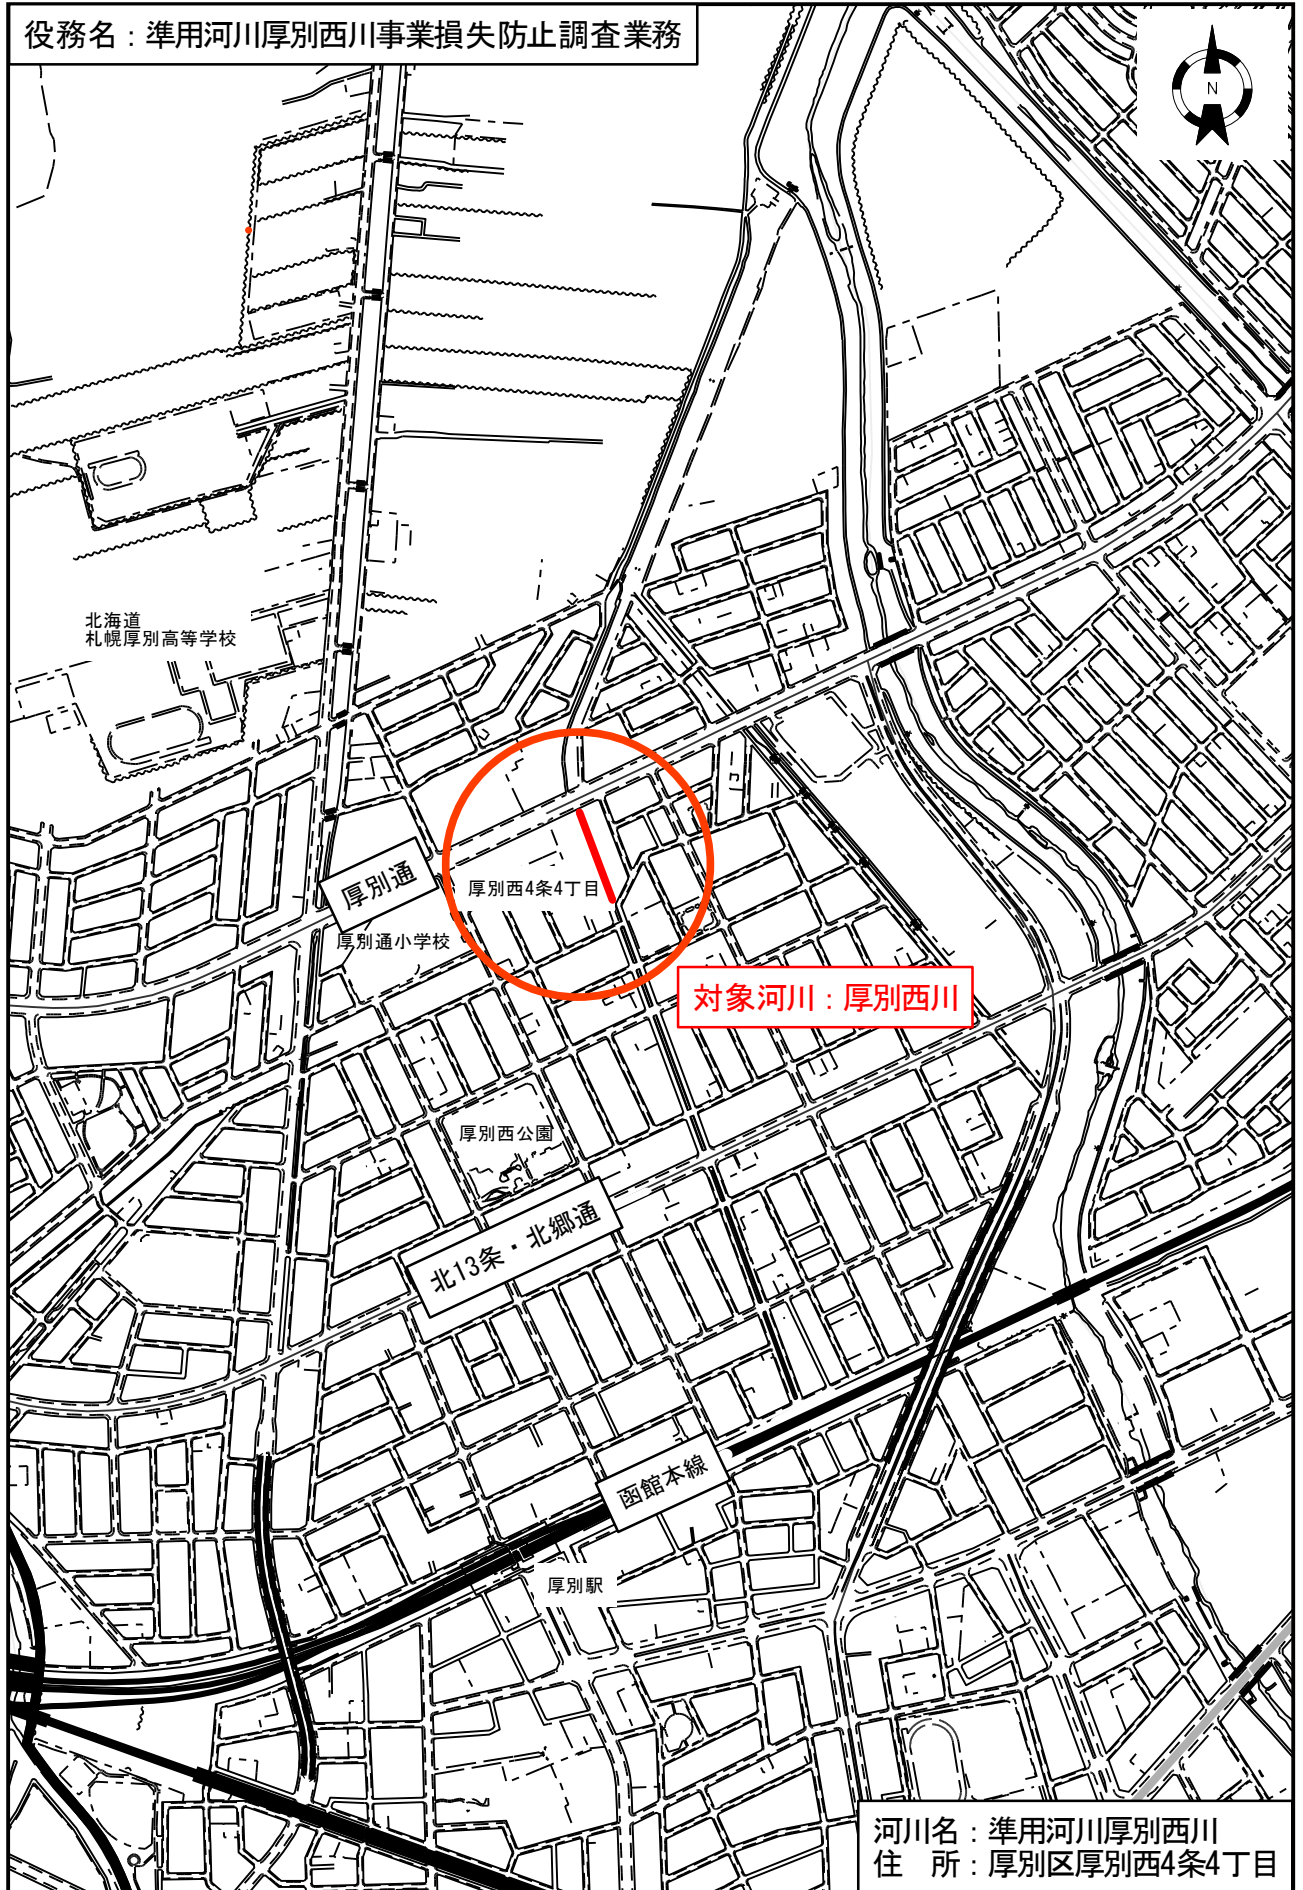 役務名：準用河川厚別西川事業損失防止調査業務
N
北海道
札幌厚別高等学校
厚別通
厚別西4条4丁目
厚別通小学校
対象河川：厚別西川
厚別西公園
北13条・北郷通
函館本線
厚別駅
河川名：準用河川厚別西川
住　所：厚別区厚別西4条4丁目